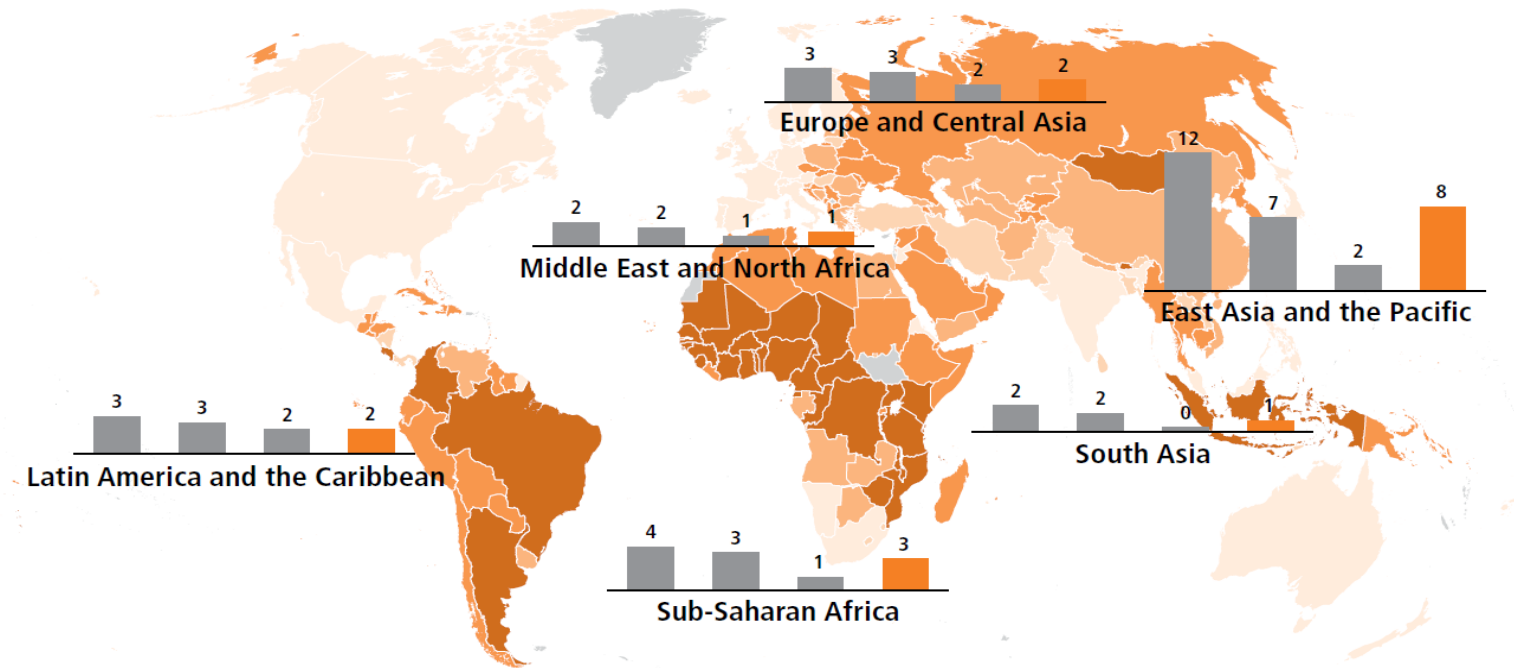 3 3 2 2
Europe and Central Asia
12 7 2 8
East Asia and the Pacific
2 2 1 1
Middle East and North Africa
2 2 0 1
South Asia
3 3 2 2
Latin America and the Caribbean
4 3 1 3
Sub-Saharan Africa